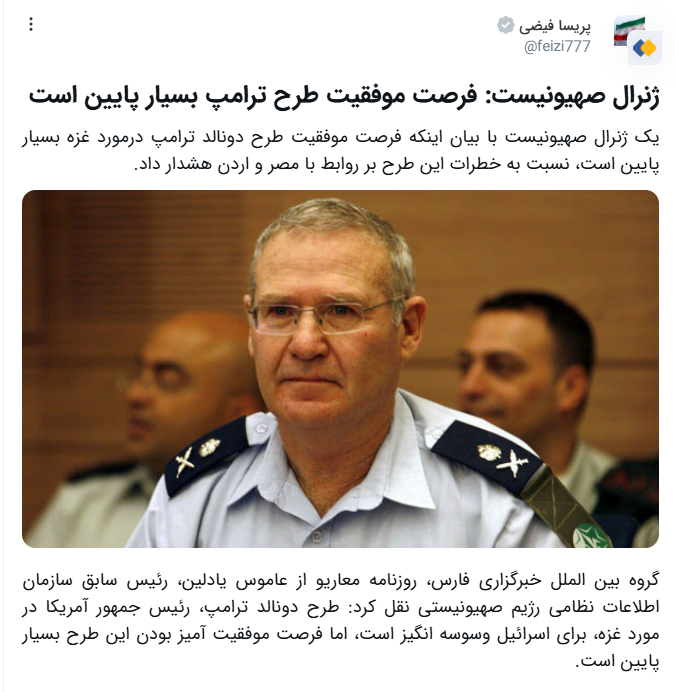 پریسا فیضی
@feizi777
ژنرال صهیونیست: فرصت موفقیت طرح ترامپ بسیار پایین است
یک ژنرال صهیونیست با بیان اینکه فرصت موفقیت طرح دونالد ترامپ درمورد غزه بسیار
پایین است، نسبت به خطرات این طرح بر روابط با مصر و اردن هشدار داد.
گروه بین الملل خبرگزاری فارس، روزنامه معاریو از عاموس یادلین، رئیس سابق سازمان
اطلاعات نظامی رژیم صهیونیستی نقل کرد: طرح دونالد ترامپ، رئیس جمهور آمریکا در
مورد غزه، برای اسرائیل وسوسه انگیز است، اما فرصت موفقیت آمیز بودن این طرح بسیار
پایین است.